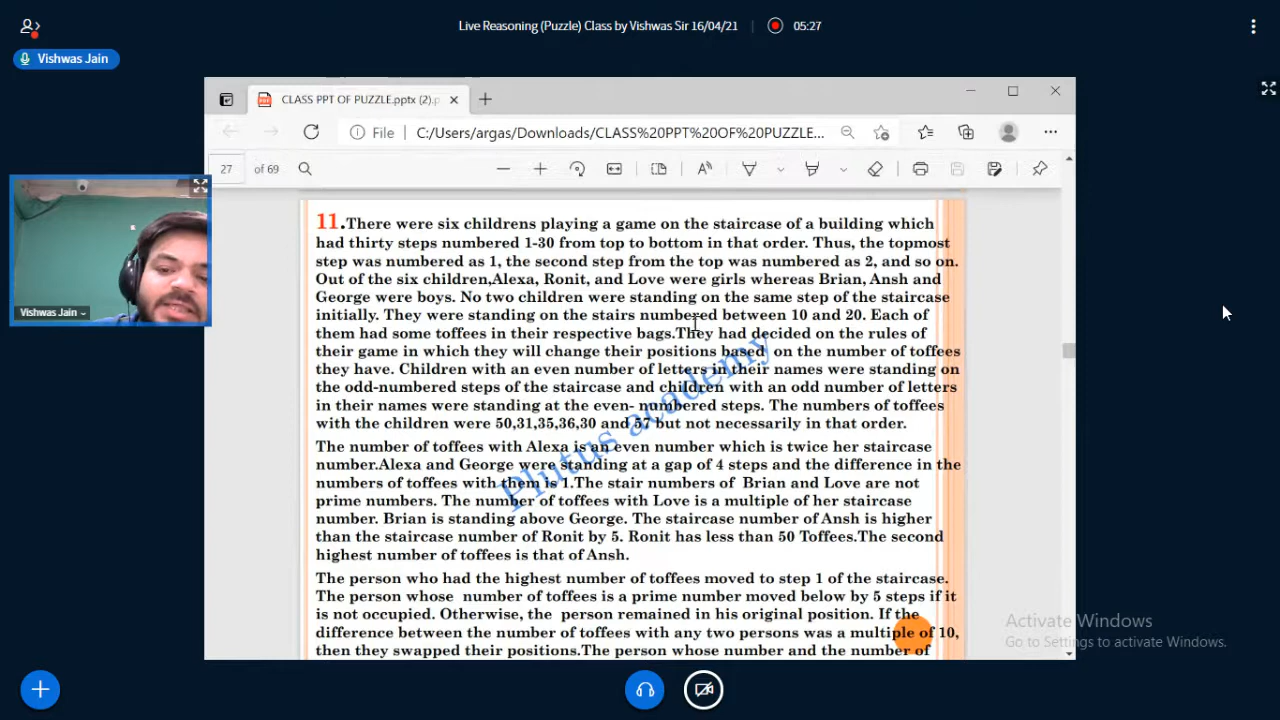 Live Reasoning (Puzzle) Class by Vishwas Sir 16/04/21
05:27
Vishwas Jain
CLASS PPT OF PUZZLE.pptx (2).p
File
C:/Users/argas/Downloads/CLASS%20PPT%20OF%20PUZZLE...
27 of 69
Vishwas Jain
11.There were six childrens playing a game on the staircase of a building which
had thirty steps numbered 1-30 from top to bottom in that order. Thus, the topmost
step was numbered as 1, the second step from the top was numbered as 2, and so on.
Out of the six children,Alexa, Ronit, and Love were girls whereas Brian, Ansh and
George were boys. No two children were standing on the same step of the staircase
initially. They were standing on the stairs numbered between 10 and 20. Each of
them had some toffees in their respective bags.They had decided on the rules of
their game in which they will change their positions based on the number of toffees
they have. Children with an even number of letters in their names were standing on
the odd-numbered steps of the staircase and children with an odd number of letters
in their names were standing at the even- numbered steps. The numbers of toffees
with the children were 50,31,35,36,30 and 57 but not necessarily in that order.
The number of toffees with Alexa is an even number which is twice her staircase
number.Alexa and George were standing at a gap of 4 steps and the difference in the
numbers of toffees with them is 1.The stair numbers of Brian and Love are not
prime numbers. The number of toffees with Love is a multiple of her staircase
number. Brian is standing above George. The staircase number of Ansh is higher
than the staircase number of Ronit by 5. Ronit has less than 50 Toffees.The second
highest number of toffees is that of Ansh.
The person who had the highest number of toffees moved to step 1 of the staircase.
The person whose number of toffees is a prime number moved below by 5 steps if it
is not occupied. Otherwise, the person remained in his original position. If the
difference between the number of toffees with any two persons was a multiple of 10,
then they swapped their positions.The person whose number and the number of
Plutus academy
Activate Windows
Go to Settings to activate Windows.